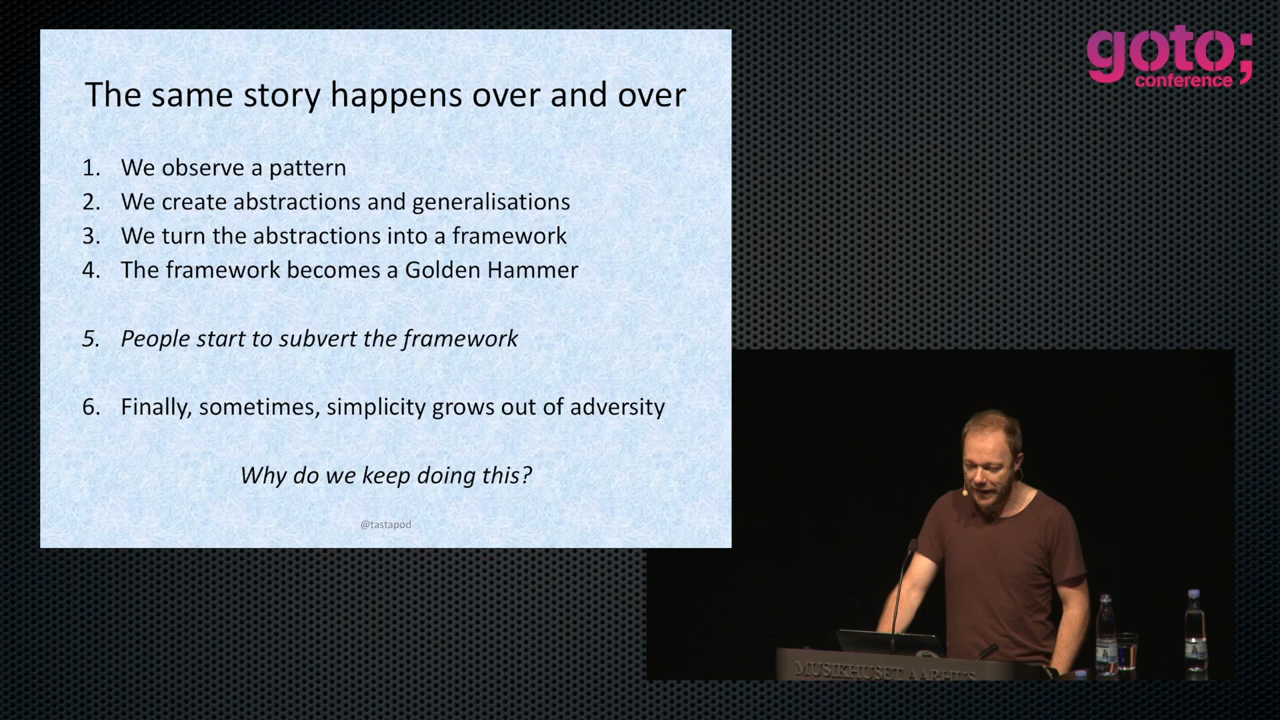 goto;
conference
The same story happens over and over
1. We observe a pattern
2. We create abstractions and generalisations
3. We turn the abstractions into a framework
4. The framework becomes a Golden Hammer
5. People start to subvert the framework
6. Finally, sometimes, simplicity grows out of adversity
Why do we keep doing this?
@tastapod
MUSIKHUSET AARHUS